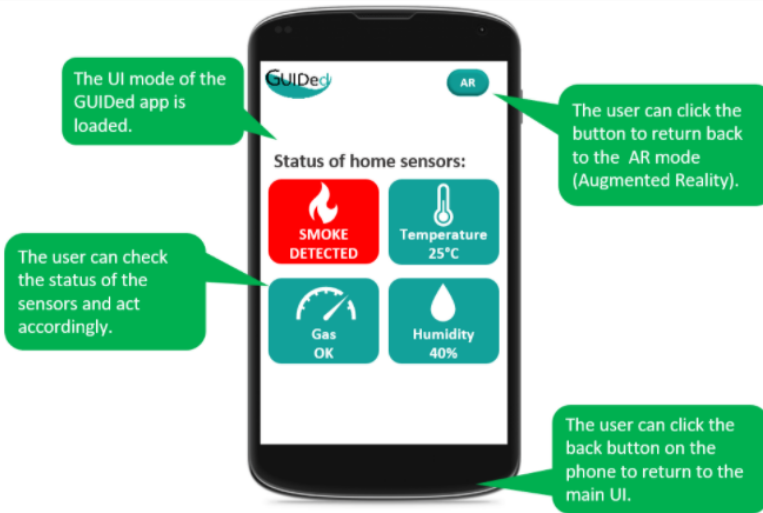 The UI mode of the
GUIDed app is
loaded.
GUIDed
AR
The user can click the
button to return back
to the AR mode
(Augmented Reality).
Status of home sensors:
SMOKE
DETECTED
Temperature
25°C
The user can check
the status of the
sensors and act
accordingly.
Gas
OK
Humidity
40%
The user can click the
back button on the
phone to return to the
main UI.